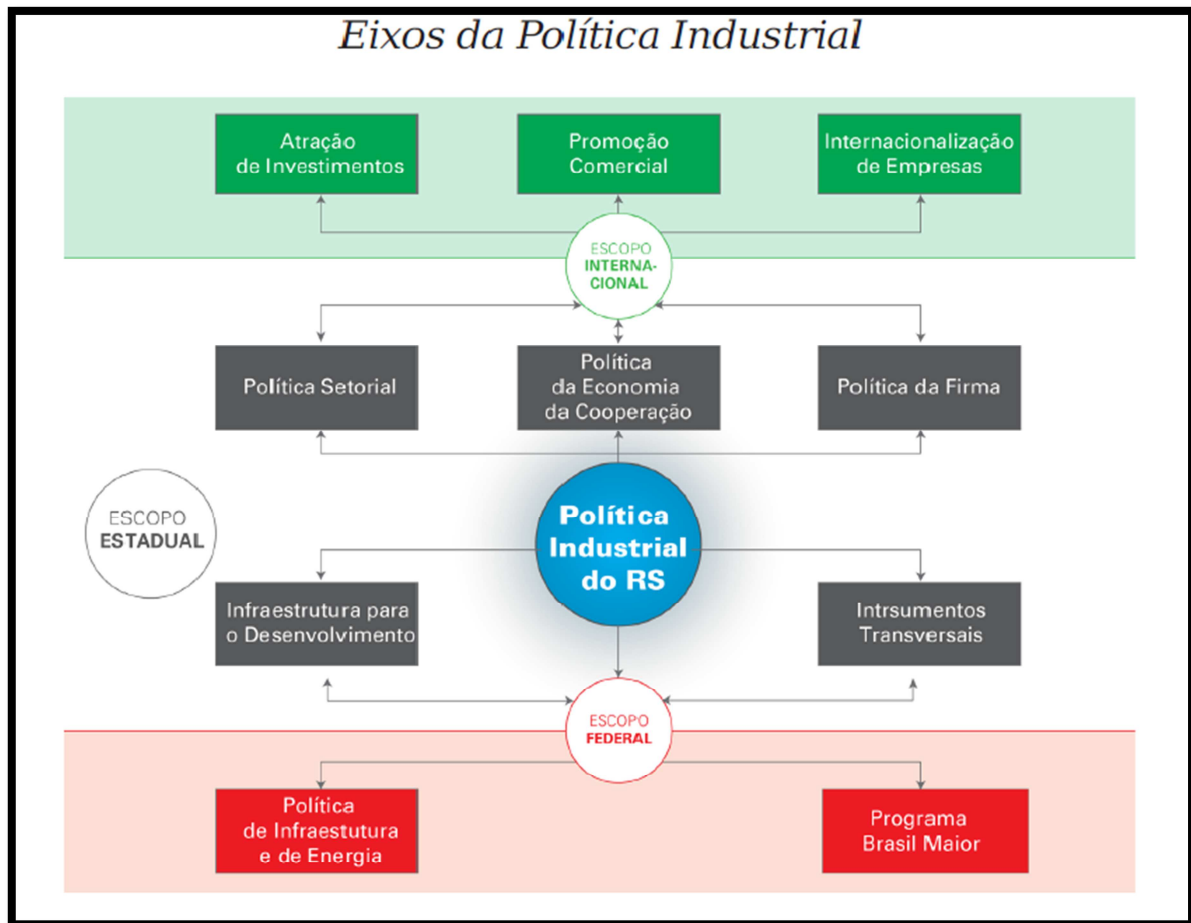 Eixos da Política Industrial
Atração
de Investimentos
Promoção
Comercial
Internacionalização
de Empresas
ESCOPO
INTERNA-
CIONAL
Política Setorial
Política
da Economia
da Cooperação
Política da Firma
ESCOPO
ESTADUAL
Política
Industrial
do RS
Infraestrutura para
o Desenvolvimento
Intrsumentos
Transversais
ESCOPO
FEDERAL
Política
de Infraestutura
e de Energia
Programa
Brasil Maior